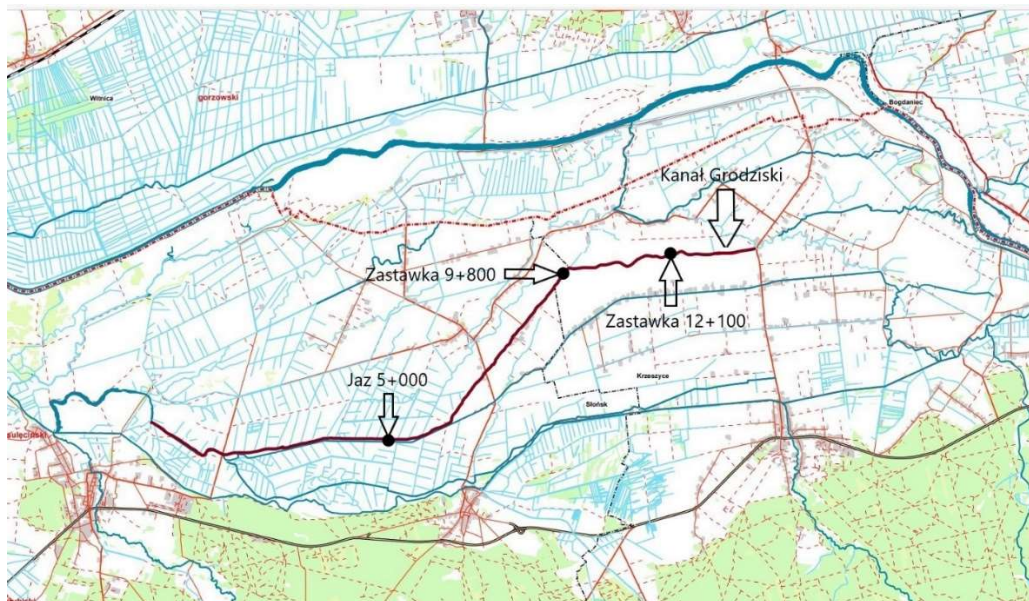 gorzowski
Witnica
Bogdaniec
Kanał Grodziski
Zastawka 9+800
Zastawka 12+100
Jaz 5+000
Krzeszyce
Słońsk
sulęciński